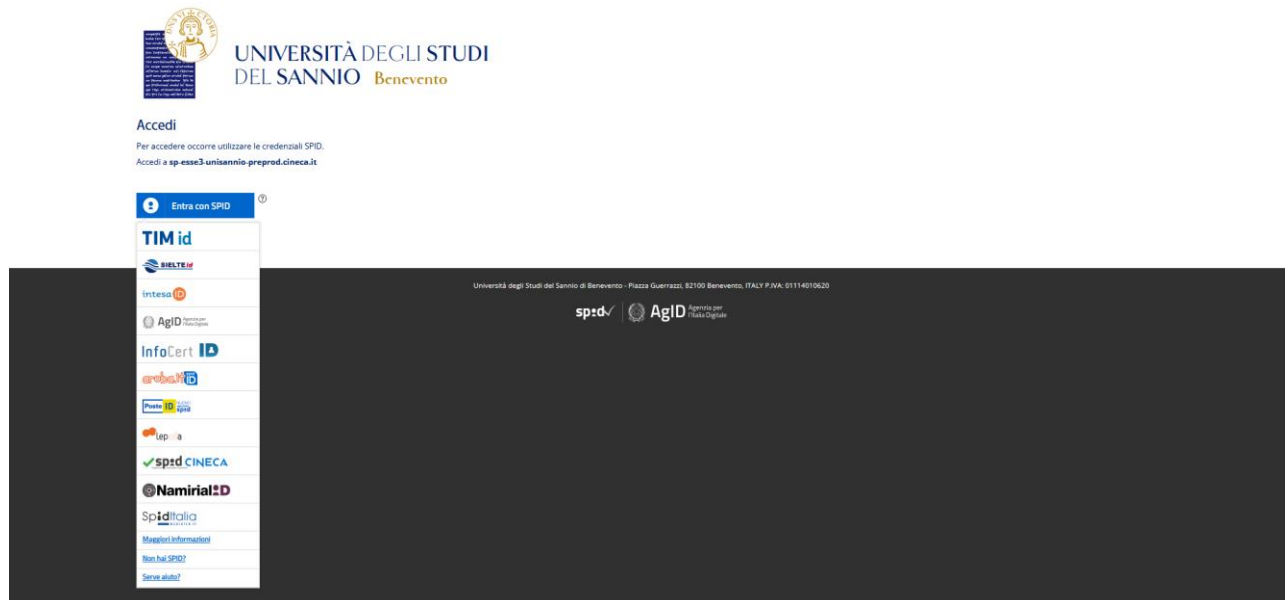 UNIVERSITÀ DEGLI STUDI
DEL SANNIO Benevento
Accedi
Per accedere occorre utilizzare le credenziali SPID.
Accedi a sp-esse3-unisannio-preprod.cineca.it
Entra con SPID ?
TIM id
SIELTE id
intesa ID
AgID Agenzia per l'Italia Digitale
InfoCert ID
aruba.it ID
Poste ID spid
lepida
spid CINECA
Namirial ID
SpidItalia
Maggiori informazioni
Non hai SPID?
Serve aiuto?
Università degli Studi del Sannio di Benevento - Piazza Guerrazzi, 82100 Benevento, ITALY P.IVA: 01114010620
spid AgID Agenzia per
l'Italia Digitale